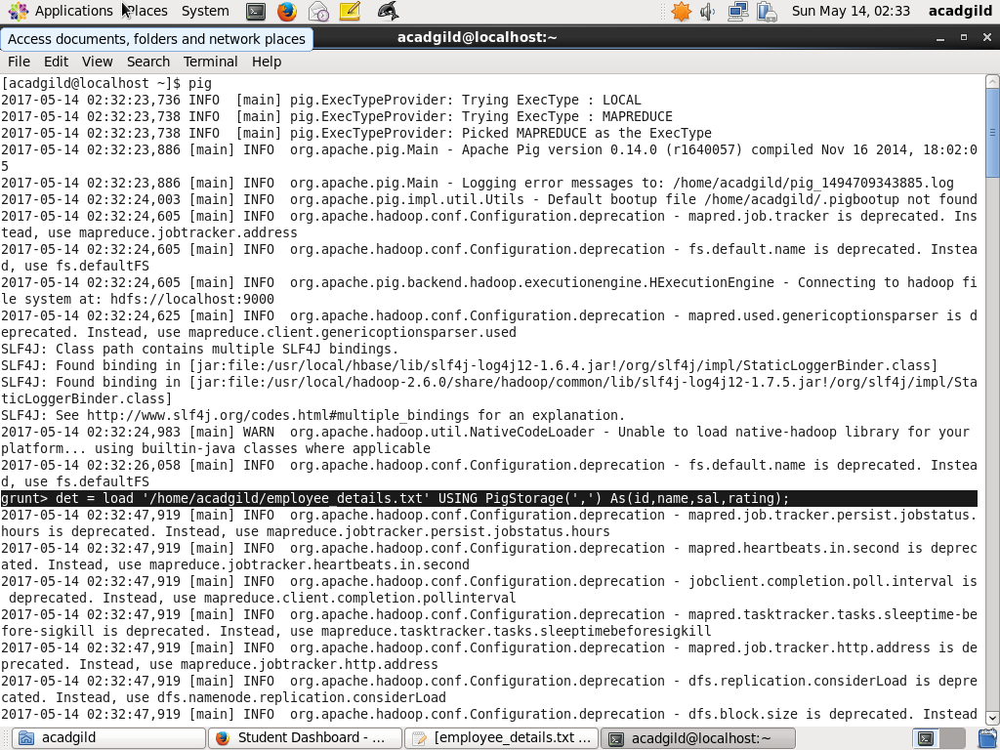 Applications Places System Sun May 14, 02:33 acadgild
Access documents, folders and network places
acadgild@localhost:~
File Edit View Search Terminal Help
[acadgild@localhost ~]$ pig
2017-05-14 02:32:23,736 INFO  [main] pig.ExecTypeProvider: Trying ExecType : LOCAL
2017-05-14 02:32:23,738 INFO  [main] pig.ExecTypeProvider: Trying ExecType : MAPREDUCE
2017-05-14 02:32:23,738 INFO  [main] pig.ExecTypeProvider: Picked MAPREDUCE as the ExecType
2017-05-14 02:32:23,886 [main] INFO  org.apache.pig.Main - Apache Pig version 0.14.0 (r1640057) compiled Nov 16 2014, 18:02:0
5
2017-05-14 02:32:23,886 [main] INFO  org.apache.pig.Main - Logging error messages to: /home/acadgild/pig_1494709343885.log
2017-05-14 02:32:24,003 [main] INFO  org.apache.pig.impl.util.Utils - Default bootup file /home/acadgild/.pigbootup not found
2017-05-14 02:32:24,605 [main] INFO  org.apache.hadoop.conf.Configuration.deprecation - mapred.job.tracker is deprecated. Ins
tead, use mapreduce.jobtracker.address
2017-05-14 02:32:24,605 [main] INFO  org.apache.hadoop.conf.Configuration.deprecation - fs.default.name is deprecated. Instea
d, use fs.defaultFS
2017-05-14 02:32:24,605 [main] INFO  org.apache.pig.backend.hadoop.executionengine.HExecutionEngine - Connecting to hadoop fi
le system at: hdfs://localhost:9000
2017-05-14 02:32:24,625 [main] INFO  org.apache.hadoop.conf.Configuration.deprecation - mapred.used.genericoptionsparser is d
eprecated. Instead, use mapreduce.client.genericoptionsparser.used
SLF4J: Class path contains multiple SLF4J bindings.
SLF4J: Found binding in [jar:file:/usr/local/hbase/lib/slf4j-log4j12-1.6.4.jar!/org/slf4j/impl/StaticLoggerBinder.class]
SLF4J: Found binding in [jar:file:/usr/local/hadoop-2.6.0/share/hadoop/common/lib/slf4j-log4j12-1.7.5.jar!/org/slf4j/impl/Sta
ticLoggerBinder.class]
SLF4J: See http://www.slf4j.org/codes.html#multiple_bindings for an explanation.
2017-05-14 02:32:24,983 [main] WARN  org.apache.hadoop.util.NativeCodeLoader - Unable to load native-hadoop library for your
platform... using builtin-java classes where applicable
2017-05-14 02:32:26,058 [main] INFO  org.apache.hadoop.conf.Configuration.deprecation - fs.default.name is deprecated. Instea
d, use fs.defaultFS
grunt> det = load '/home/acadgild/employee_details.txt' USING PigStorage(',') As(id,name,sal,rating);
2017-05-14 02:32:47,919 [main] INFO  org.apache.hadoop.conf.Configuration.deprecation - mapred.job.tracker.persist.jobstatus.
hours is deprecated. Instead, use mapreduce.jobtracker.persist.jobstatus.hours
2017-05-14 02:32:47,919 [main] INFO  org.apache.hadoop.conf.Configuration.deprecation - mapred.heartbeats.in.second is deprec
ated. Instead, use mapreduce.jobtracker.heartbeats.in.second
2017-05-14 02:32:47,919 [main] INFO  org.apache.hadoop.conf.Configuration.deprecation - jobclient.completion.poll.interval is
 deprecated. Instead, use mapreduce.client.completion.pollinterval
2017-05-14 02:32:47,919 [main] INFO  org.apache.hadoop.conf.Configuration.deprecation - mapred.tasktracker.tasks.sleeptime-be
fore-sigkill is deprecated. Instead, use mapreduce.tasktracker.tasks.sleeptimebeforesigkill
2017-05-14 02:32:47,919 [main] INFO  org.apache.hadoop.conf.Configuration.deprecation - mapred.job.tracker.http.address is de
precated. Instead, use mapreduce.jobtracker.http.address
2017-05-14 02:32:47,919 [main] INFO  org.apache.hadoop.conf.Configuration.deprecation - dfs.replication.considerLoad is depre
cated. Instead, use dfs.namenode.replication.considerLoad
2017-05-14 02:32:47,919 [main] INFO  org.apache.hadoop.conf.Configuration.deprecation - dfs.block.size is deprecated. Instead
acadgild Student Dashboard - ... [employee_details.txt ... acadgild@localhost:~